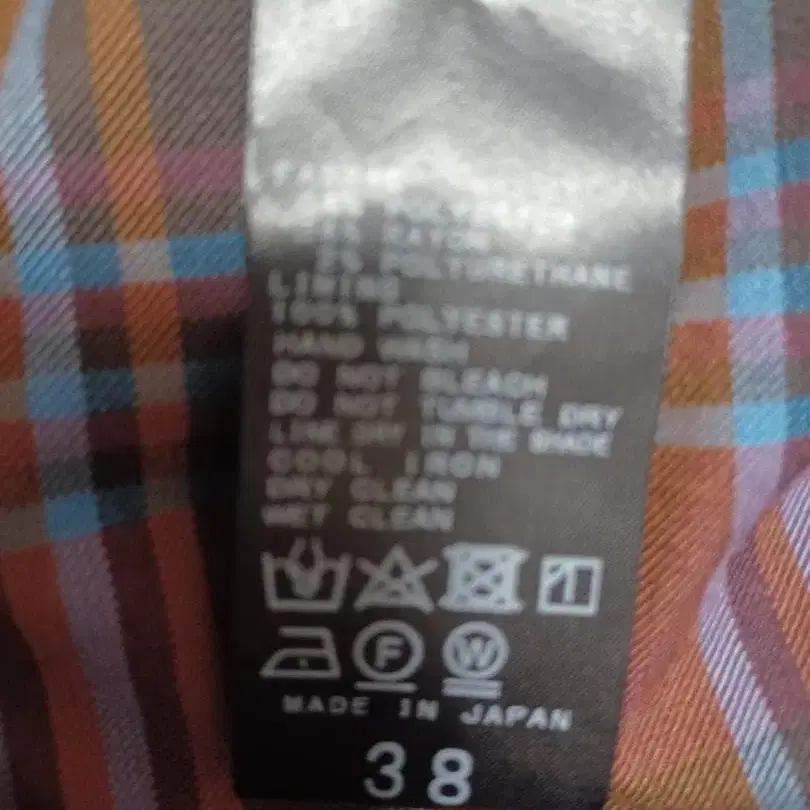 POLY
RAYON
2% POLYURETHANE
LINING
100% POLYESTER
HAND WASH
DO NOT BLEACH
DO NOT TUMBLE DRY
LINE DRY IN THE SHADE
COOL IRON
DRY CLEAN
WET CLEAN
F W
MADE IN JAPAN
38